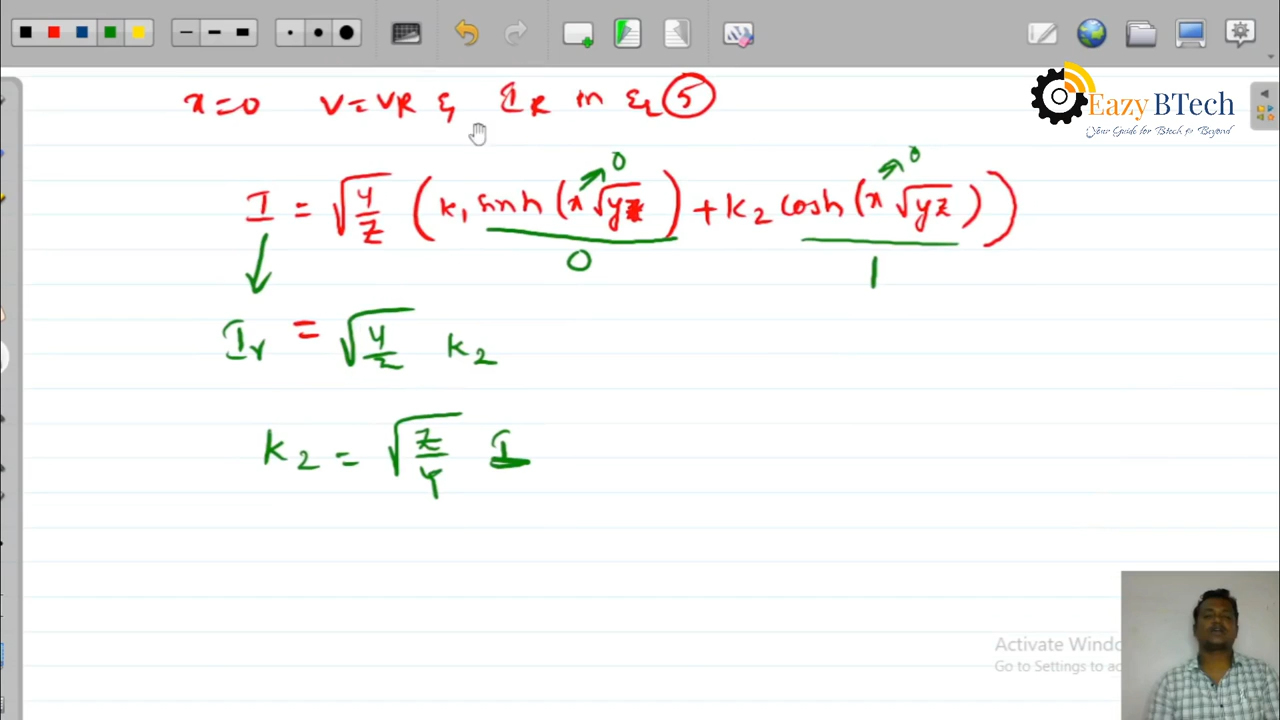 Eazy BTech
Your Guide for Btech & Beyond
x=0 V=VR & IR in Eq (5)
I = √(y/z) (k1 sinh (x √yz) + k2 cosh (x √yz))
0 0
0 1
Ir = √(y/z) k2
k2 = √(z/y) I
Activate Windo
Go to Settings to ac